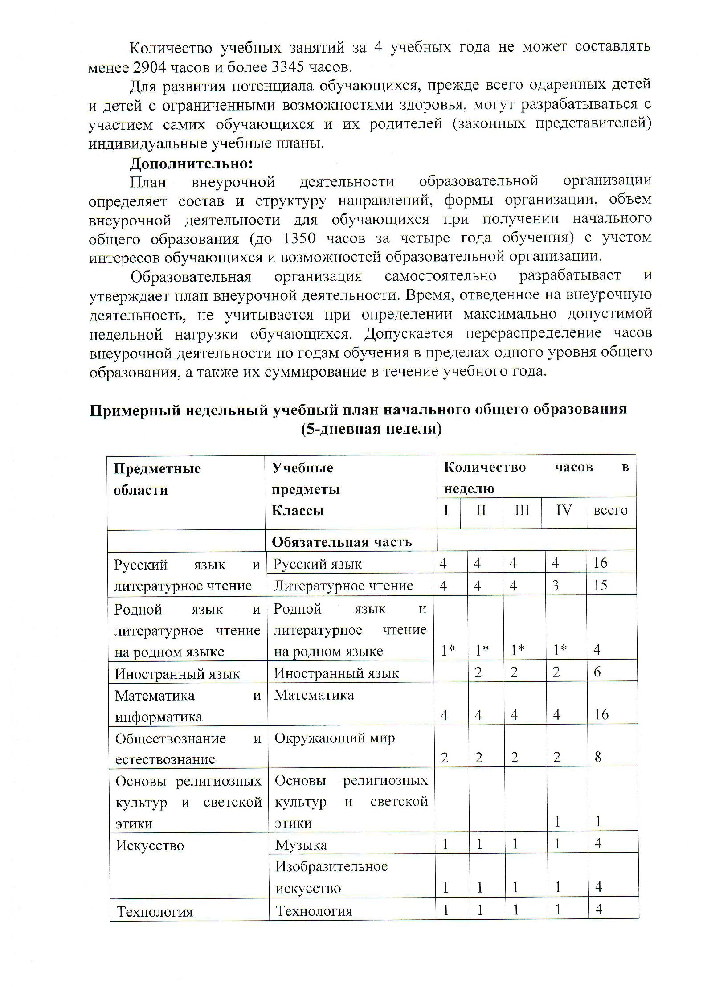 Количество учебных занятий за 4 учебных года не может составлять
менее 2904 часов и более 3345 часов.
Для развития потенциала обучающихся, прежде всего одаренных детей
и детей с ограниченными возможностями здоровья, могут разрабатываться с
участием самих обучающихся и их родителей (законных представителей)
индивидуальные учебные планы.
Дополнительно:
План внеурочной деятельности образовательной организации
определяет состав и структуру направлений, формы организации, объем
внеурочной деятельности для обучающихся при получении начального
общего образования (до 1350 часов за четыре года обучения) с учетом
интересов обучающихся и возможностей образовательной организации.
Образовательная организация самостоятельно разрабатывает и
утверждает план внеурочной деятельности. Время, отведенное на внеурочную
деятельность, не учитывается при определении максимально допустимой
недельной нагрузки обучающихся. Допускается перераспределение часов
внеурочной деятельности по годам обучения в пределах одного уровня общего
образования, а также их суммирование в течение учебного года.
Примерный недельный учебный план начального общего образования
(5-дневная неделя)
Предметные Учебные Количество часов в
области предметы неделю
Классы I II III IV всего
Обязательная часть
Русский язык и Русский язык 4 4 4 4 16
литературное чтение Литературное чтение 4 4 4 3 15
Родной язык и Родной язык и
литературное чтение литературное чтение
на родном языке на родном языке 1* 1* 1* 1* 4
Иностранный язык Иностранный язык 2 2 2 6
Математика и Математика
информатика 4 4 4 4 16
Обществознание и Окружающий мир
естествознание 2 2 2 2 8
Основы религиозных Основы религиозных
культур и светской культур и светской
этики этики 1 1
Искусство Музыка 1 1 1 1 4
Изобразительное
искусство 1 1 1 1 4
Технология Технология 1 1 1 1 4